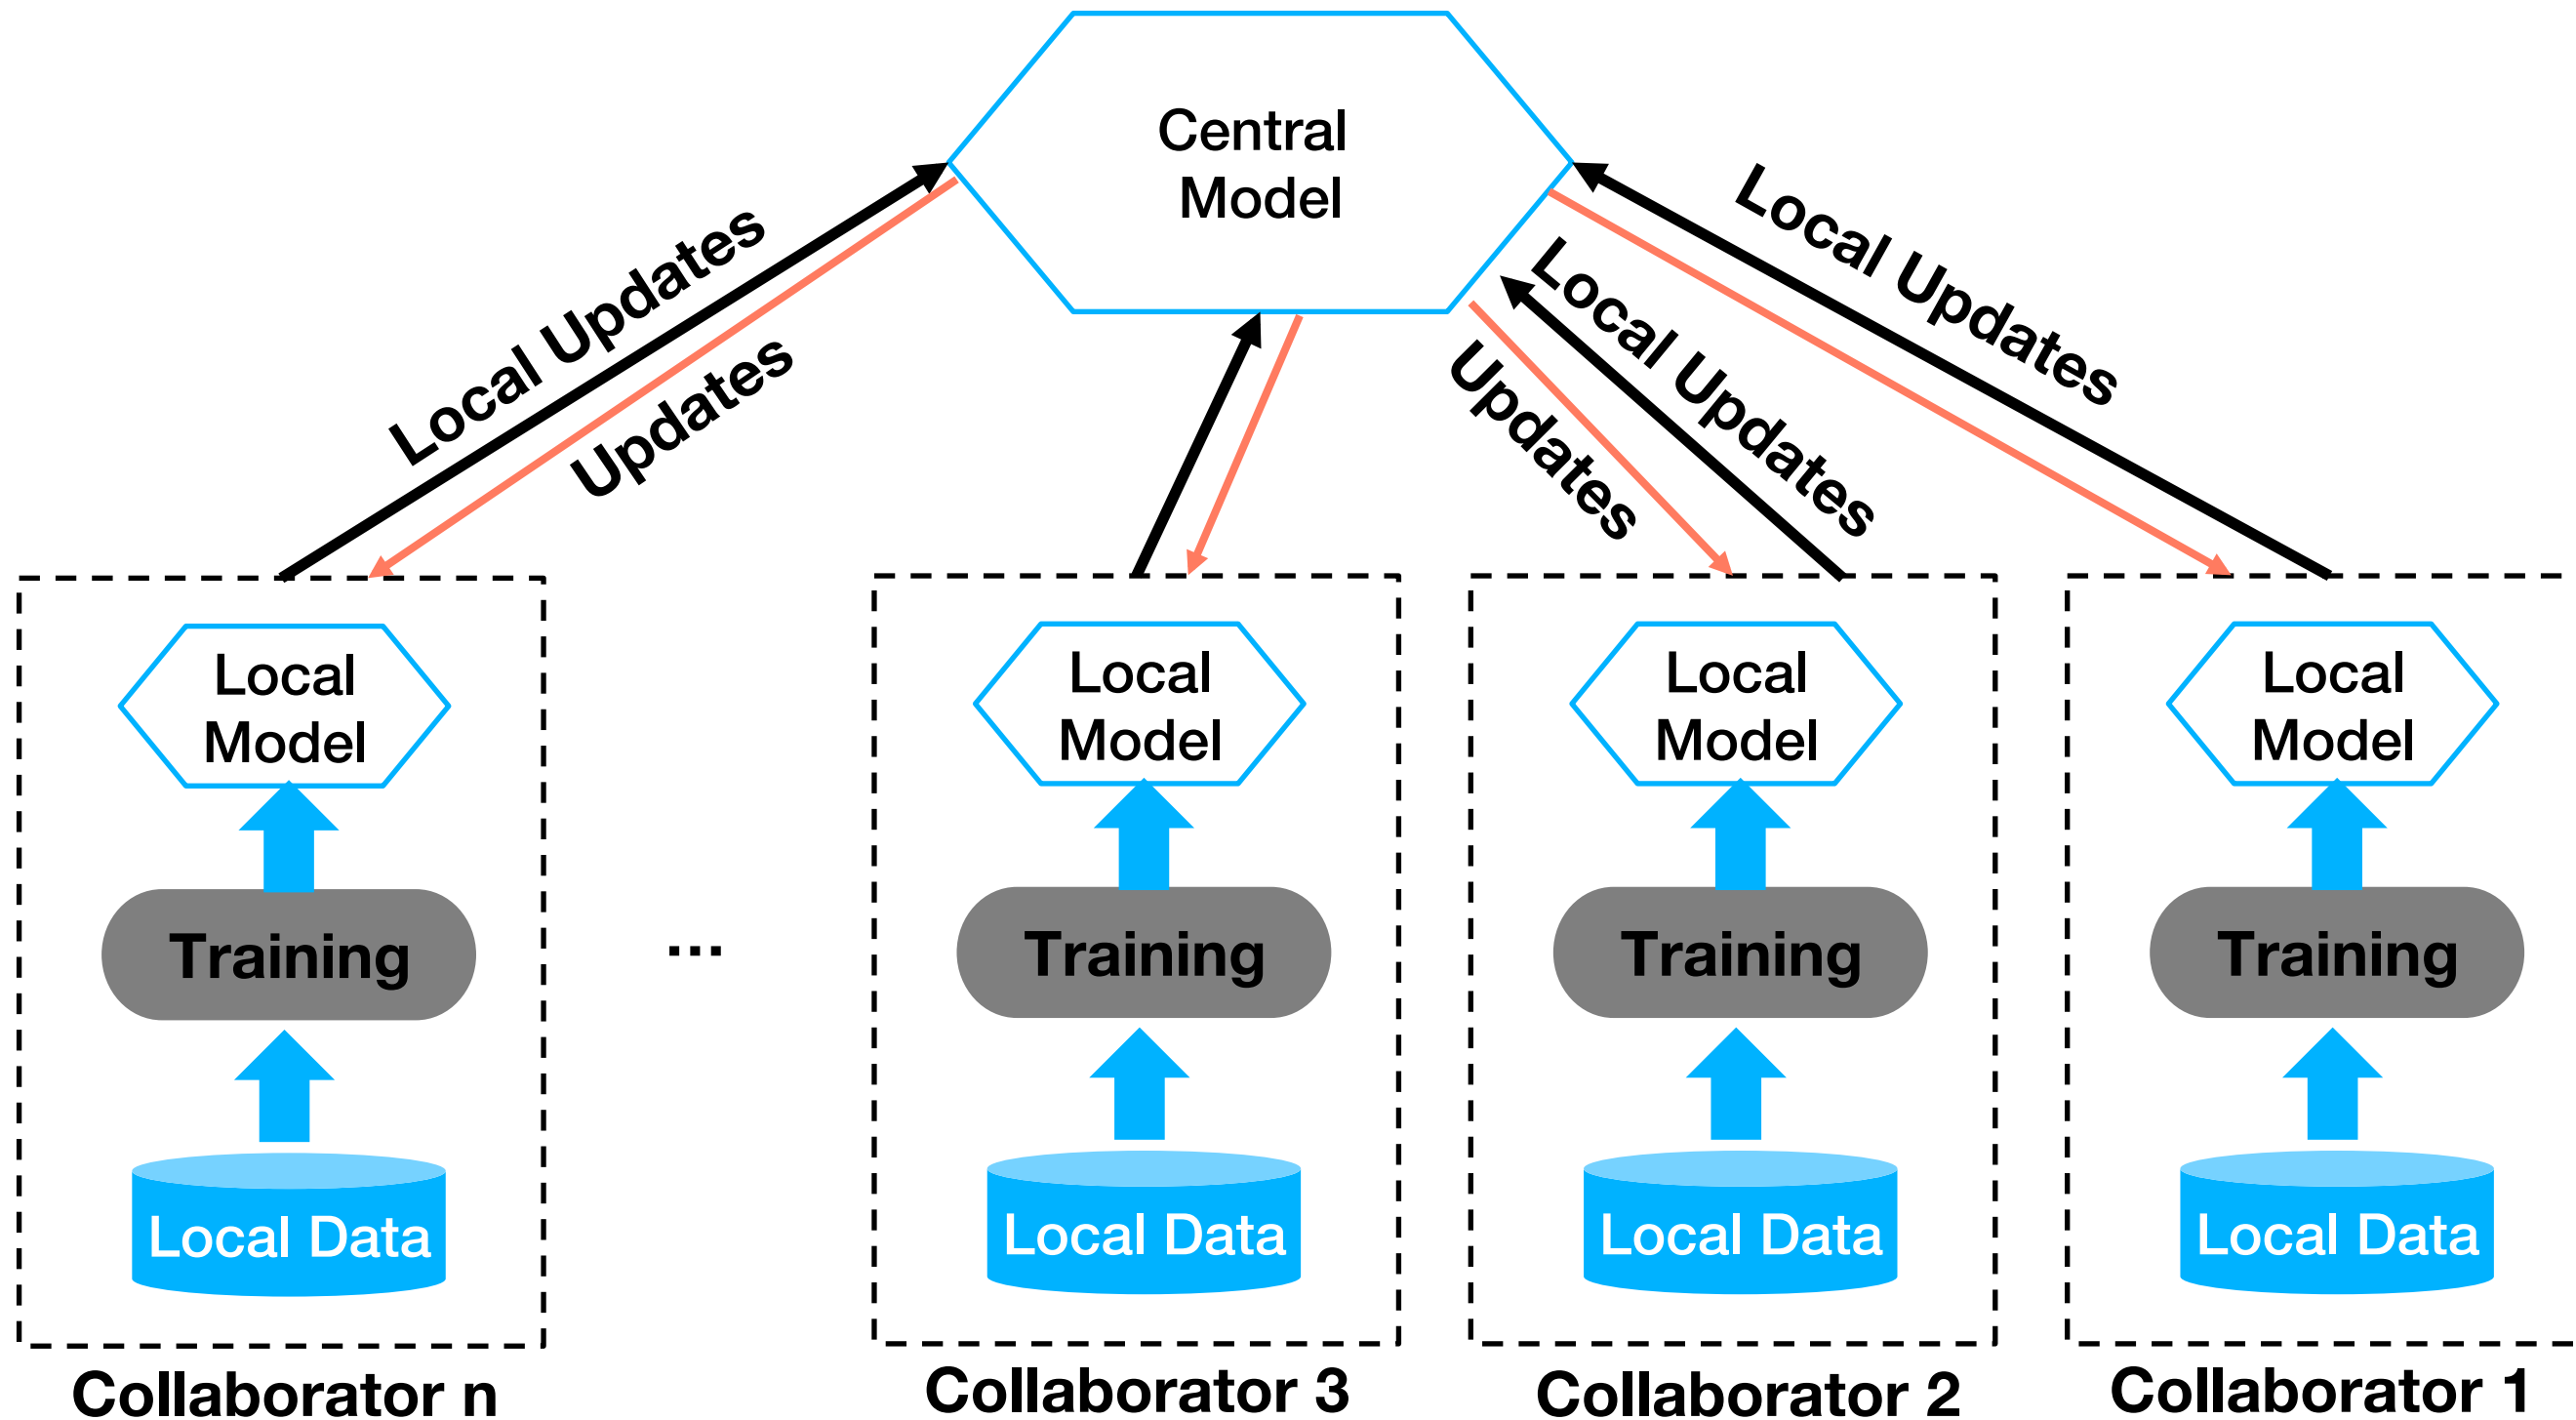 Central
Model
Local Updates
Updates
Local Updates
Updates
Local Updates
Local
Model
Local
Model
Local
Model
Local
Model
Training
...
Training
Training
Training
Local Data
Local Data
Local Data
Local Data
Collaborator n
Collaborator 3
Collaborator 2
Collaborator 1